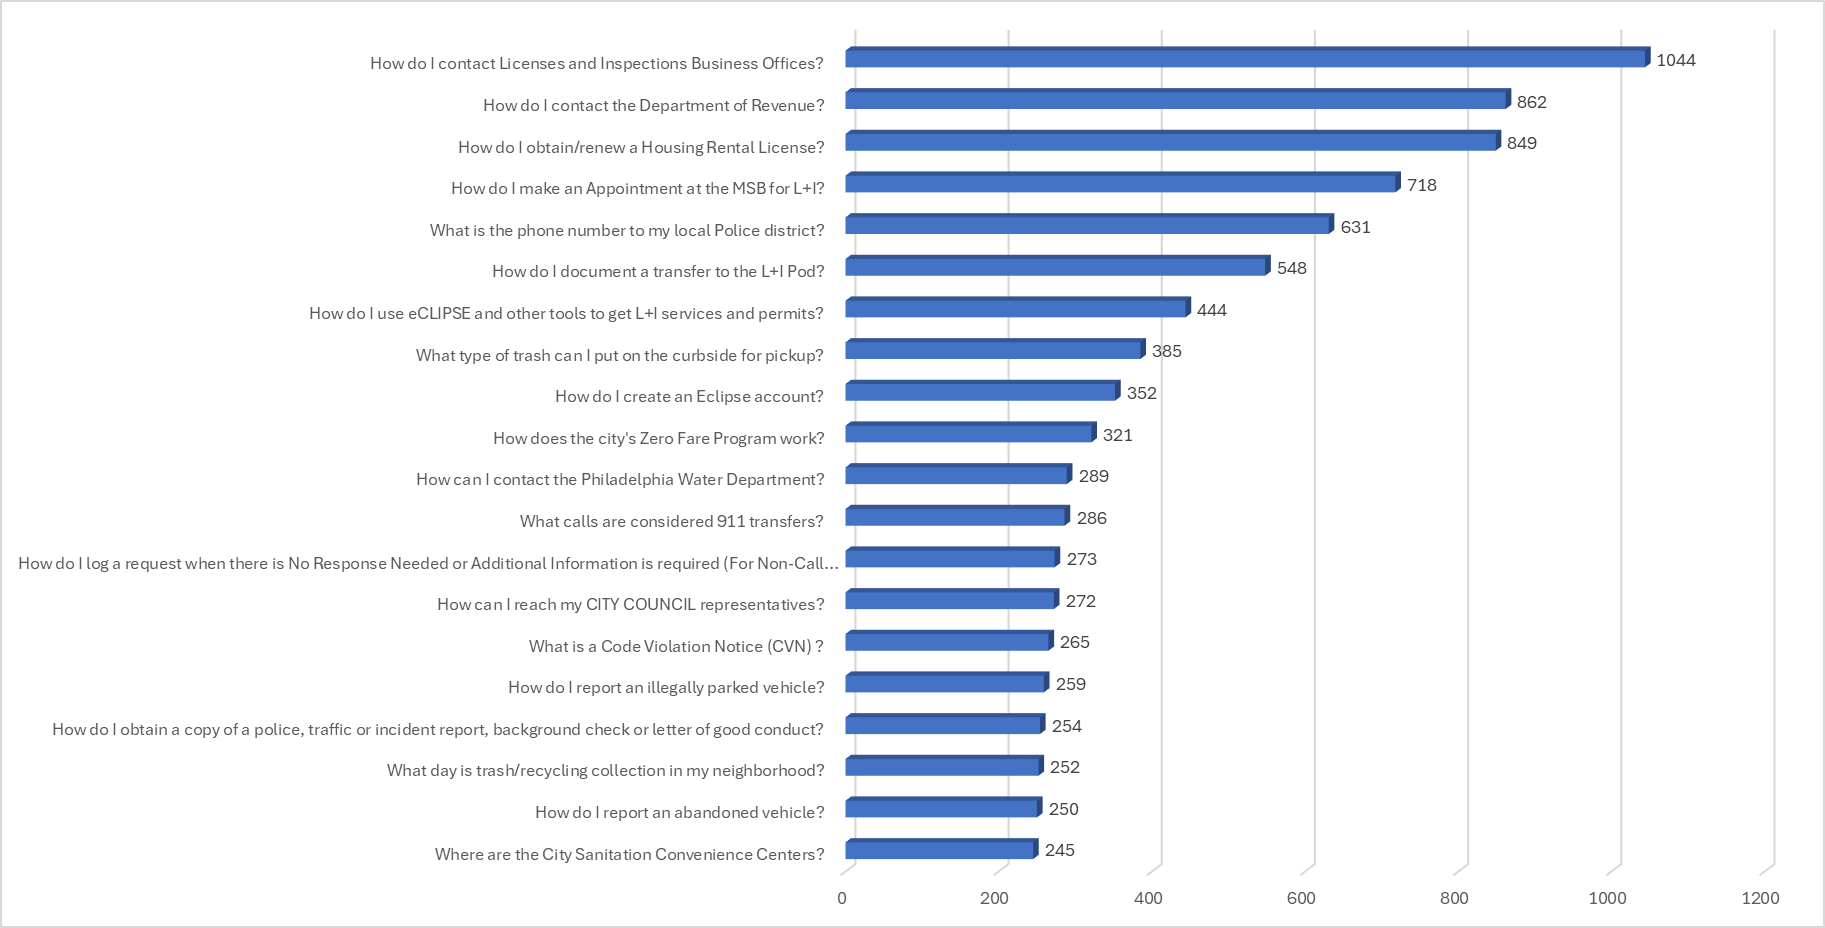 How do I contact Licenses and Inspections Business Offices? 1044
How do I contact the Department of Revenue? 862
How do I obtain/renew a Housing Rental License? 849
How do I make an Appointment at the MSB for L+I? 718
What is the phone number to my local Police district? 631
How do I document a transfer to the L+I Pod? 548
How do I use eCLIPSE and other tools to get L+I services and permits? 444
What type of trash can I put on the curbside for pickup? 385
How do I create an Eclipse account? 352
How does the city's Zero Fare Program work? 321
How can I contact the Philadelphia Water Department? 289
What calls are considered 911 transfers? 286
How do I log a request when there is No Response Needed or Additional Information is required (For Non-Call... 273
How can I reach my CITY COUNCIL representatives? 272
What is a Code Violation Notice (CVN) ? 265
How do I report an illegally parked vehicle? 259
How do I obtain a copy of a police, traffic or incident report, background check or letter of good conduct? 254
What day is trash/recycling collection in my neighborhood? 252
How do I report an abandoned vehicle? 250
Where are the City Sanitation Convenience Centers? 245
0 200 400 600 800 1000 1200